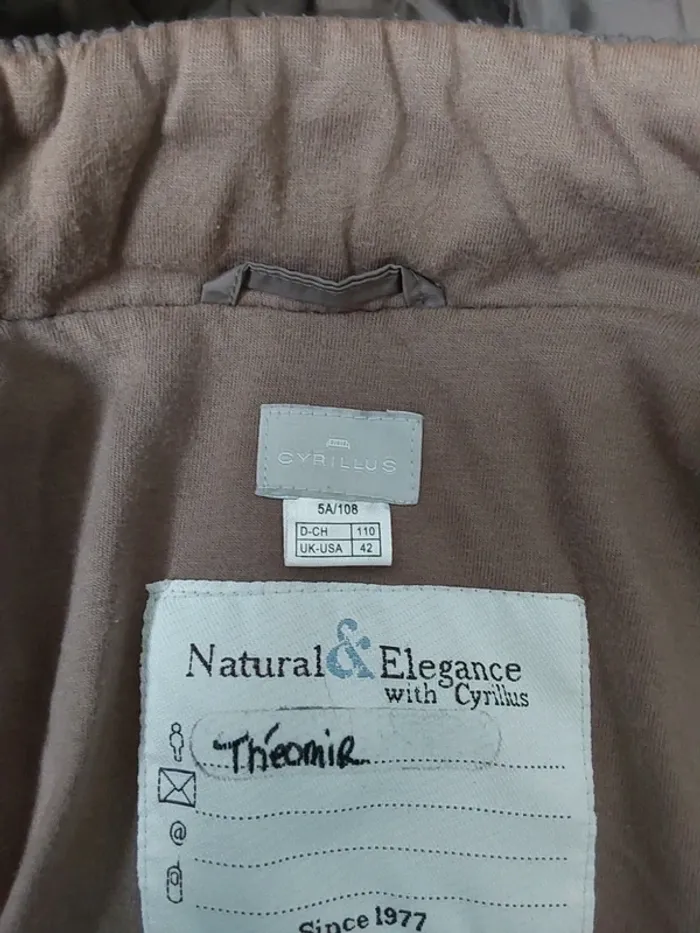 CYRILLUS
5A/108
D-CH 110
UK-USA 42
Natural & Elegance
with Cyrillus
Théomir
@
Since 1977